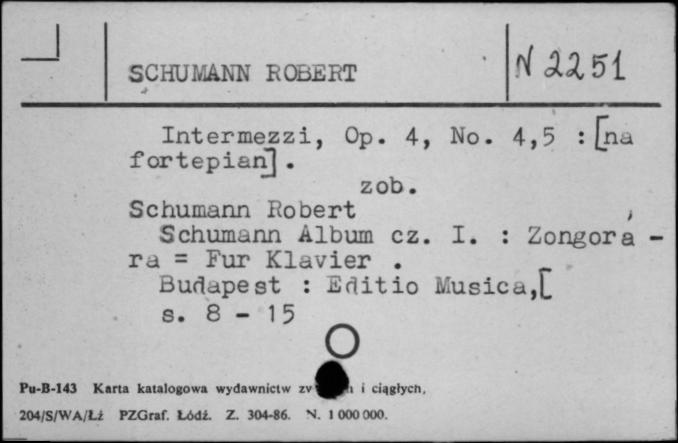 SCHUMANN ROBERT
N 2251
Intermezzi, Op. 4, No. 4,5 : [na
fortepian] .
zob.
Schumann Robert
Schumann Album cz. I. : Zongora -
ra = Fur Klavier .
Budapest : Editio Musica,[
s. 8 - 15
Pu-B-143 Karta katalogowa wydawnictw i ciągłych,
204/S/WA/Łź PZGraf. Łódź. Z. 304-86. N. 1 000 000.